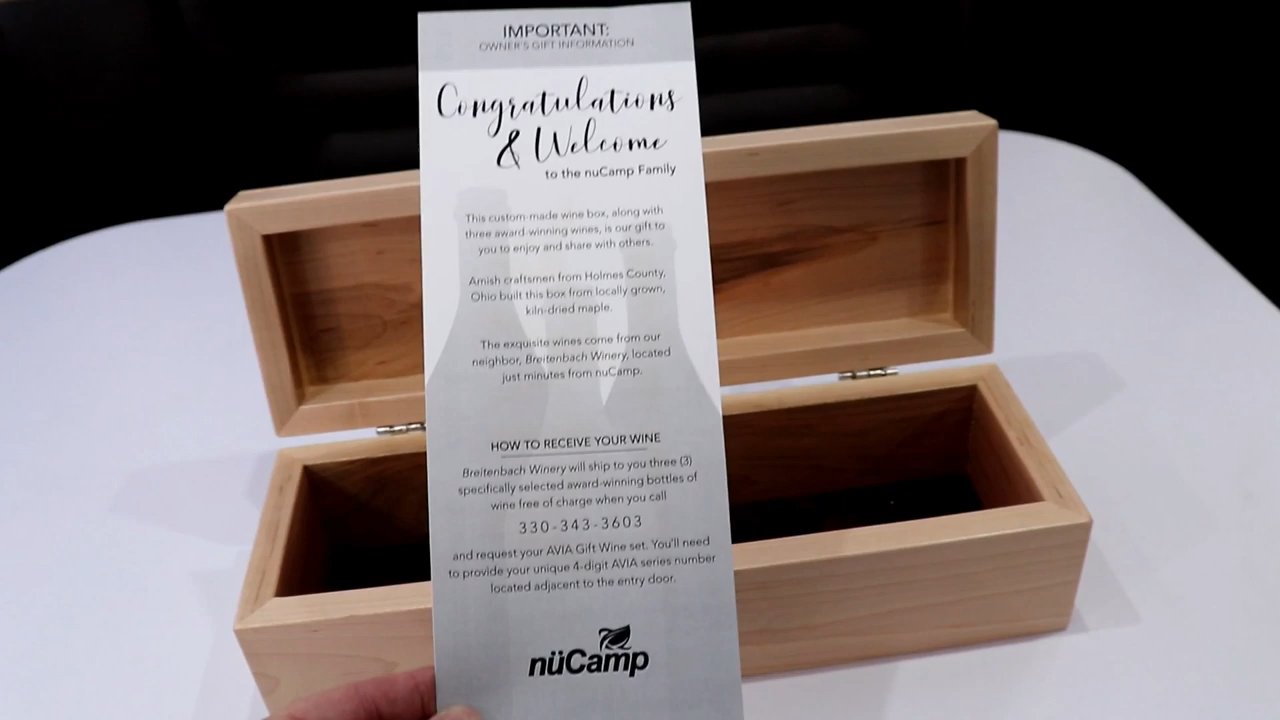 IMPORTANT:
OWNER'S GIFT INFORMATION
Congratulations
& Welcome
to the nuCamp Family
This custom-made wine box, along with
three award-winning wines, is our gift to
you to enjoy and share with others.
Amish craftsmen from Holmes County,
Ohio built this box from locally grown,
kiln-dried maple.
The exquisite wines come from our
neighbor, Breitenbach Winery, located
just minutes from nuCamp.
HOW TO RECEIVE YOUR WINE
Breitenbach Winery will ship to you three (3)
specifically selected award-winning bottles of
wine free of charge when you call
330-343-3603
and request your AVIA Gift Wine set. You'll need
to provide your unique 4-digit AVIA series number
located adjacent to the entry door.
nüCamp